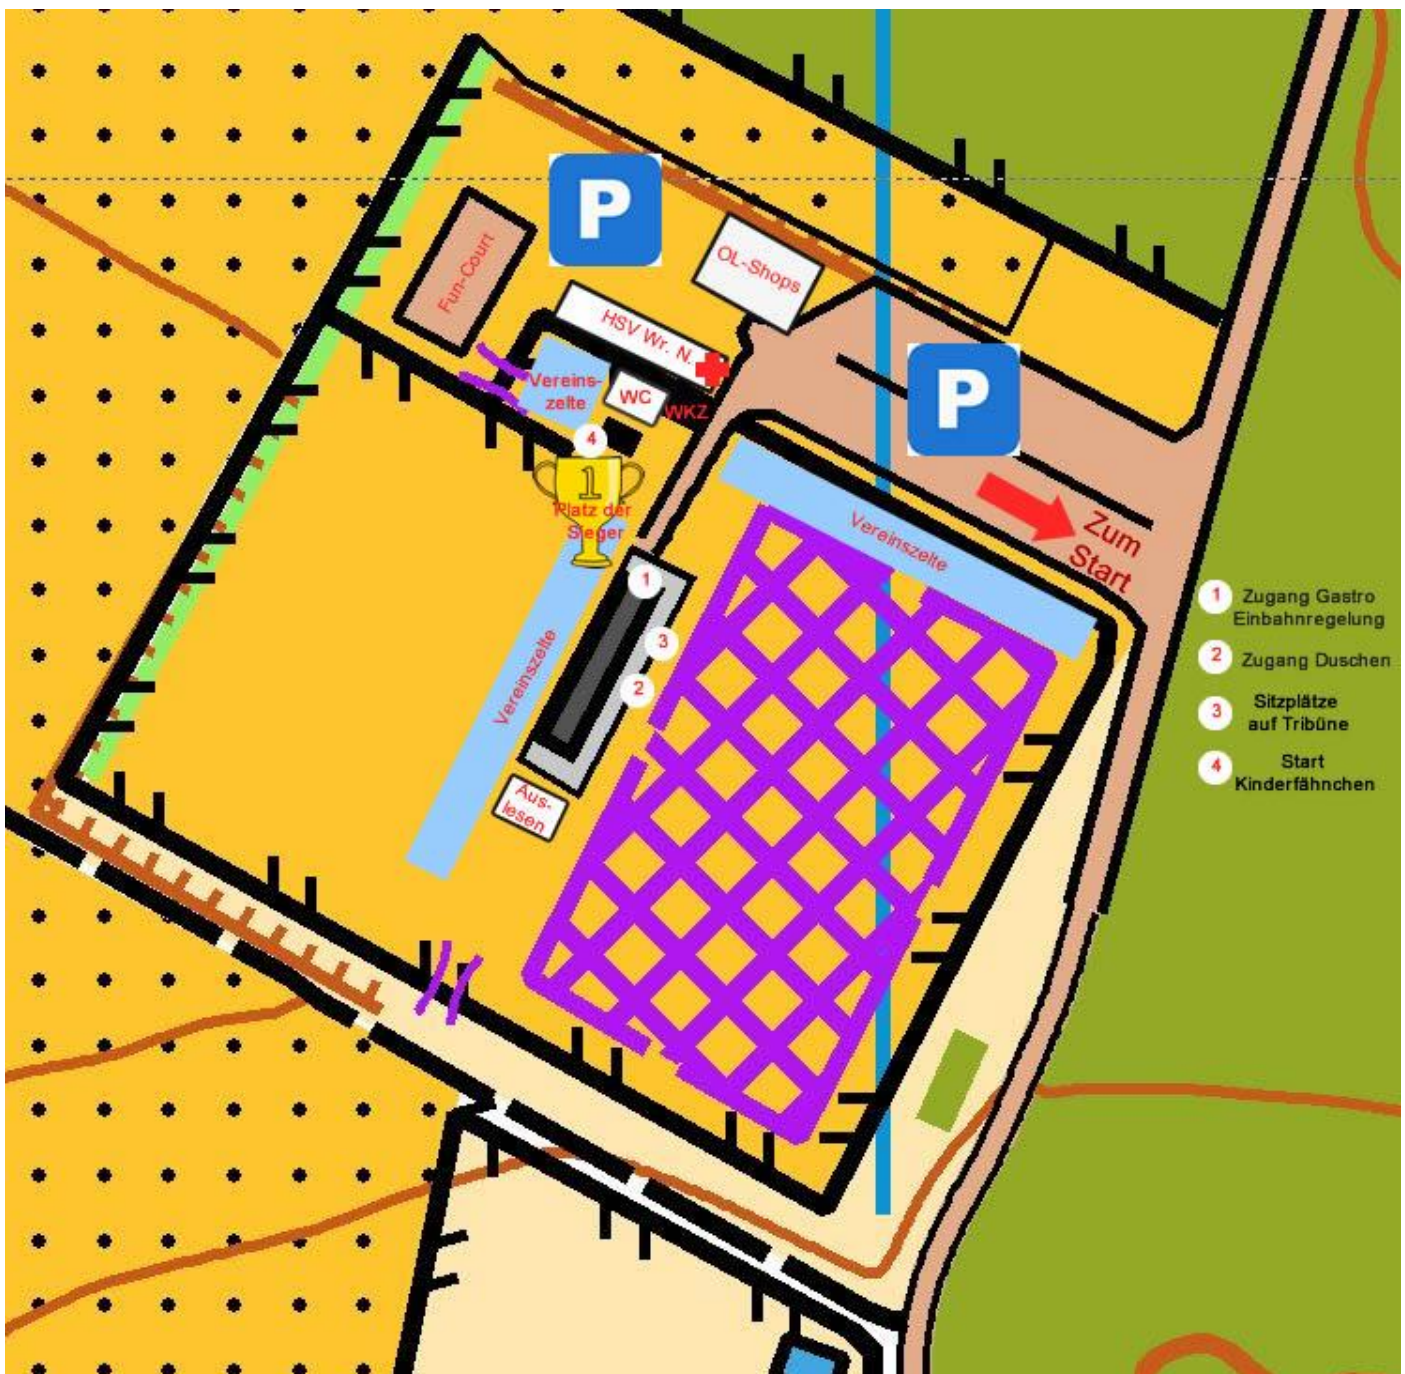 P
OL-Shops
Fun-Court
HSV Wr. N.
P
Vereins-
zelte
WC
WKZ
4
1
Platz der
Sieger
Vereinszelte
Zum
Start
1
3
2
Vereinszelte
Aus-
lesen
1 Zugang Gastro
Einbahnregelung
2 Zugang Duschen
3 Sitzplätze
auf Tribüne
4 Start
Kinderfähnchen